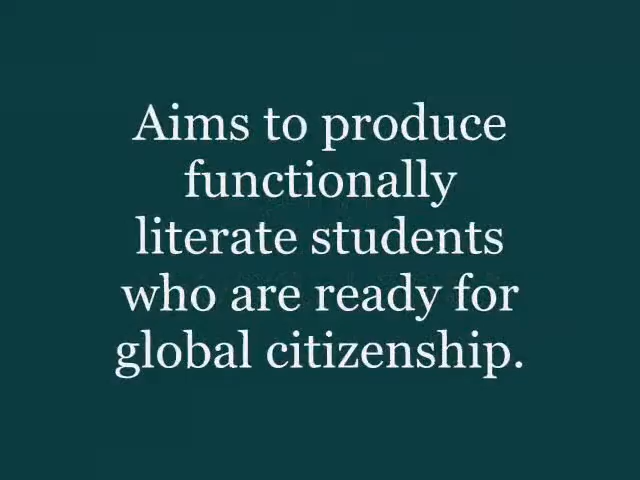 Aims to produce
functionally
literate students
who are ready for
global citizenship.